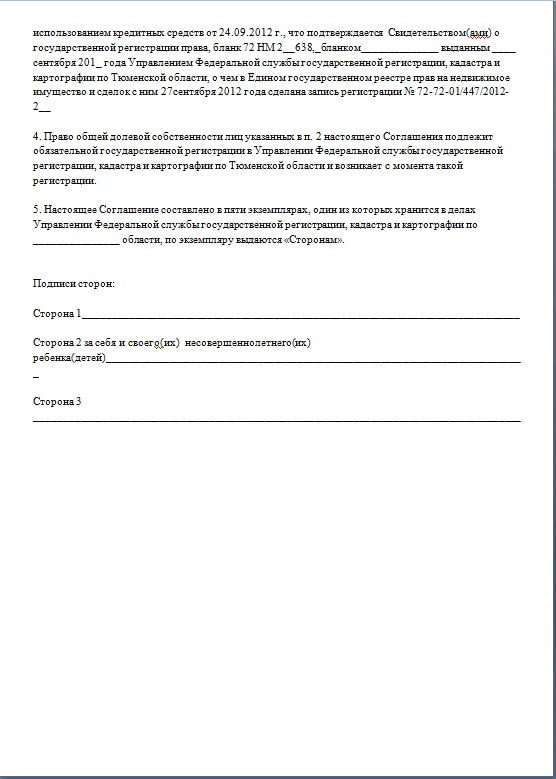 использованием кредитных средств от 24.09.2012 г., что подтверждается  Свидетельством(ами) о
государственной регистрации права, бланк 72 НМ 2__638,_бланком_______________ выданным _____
сентября 201_ года Управлением Федеральной службы государственной регистрации, кадастра и
картографии по Тюменской области, о чем в Едином государственном реестре прав на недвижимое
имущество и сделок с ним 27сентября 2012 года сделана запись регистрации № 72-72-01/447/2012-
2__
4. Право общей долевой собственности лиц указанных в п. 2 настоящего Соглашения подлежит
обязательной государственной регистрации в Управлении Федеральной службы государственной
регистрации, кадастра и картографии по Тюменской области и возникает с момента такой
регистрации.
5. Настоящее Соглашение составлено в пяти экземплярах, один из которых хранится в делах
Управлении Федеральной службы государственной регистрации, кадастра и картографии по
_________________ области, по экземпляру выдаются «Сторонам».
Подписи сторон:
Сторона 1____________________________________________________________________________________
Сторона 2 за себя и своего(их)  несовершеннолетнего(их)
ребенка(детей)________________________________________________________________________________
_
Сторона 3
______________________________________________________________________________________________